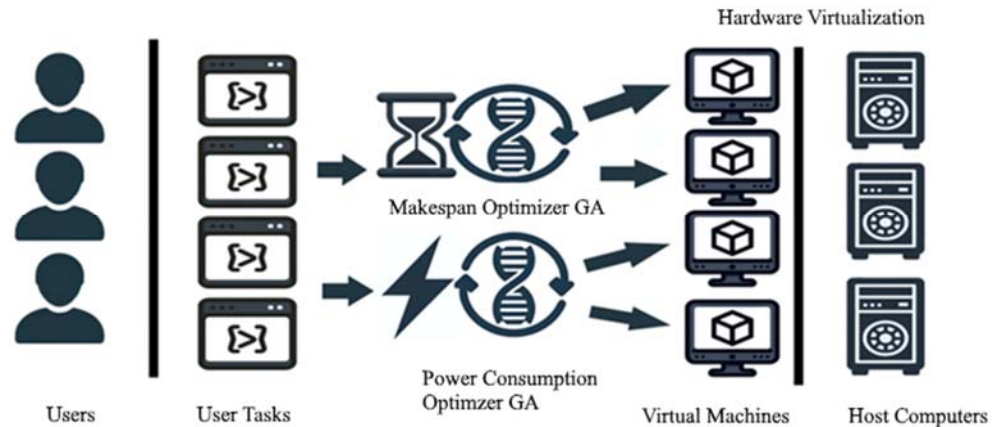 Hardware Virtualization
{>}
{>}
{>}
{>}
Makespan Optimizer GA
Power Consumption
Optimzer GA
Users
User Tasks
Virtual Machines
Host Computers